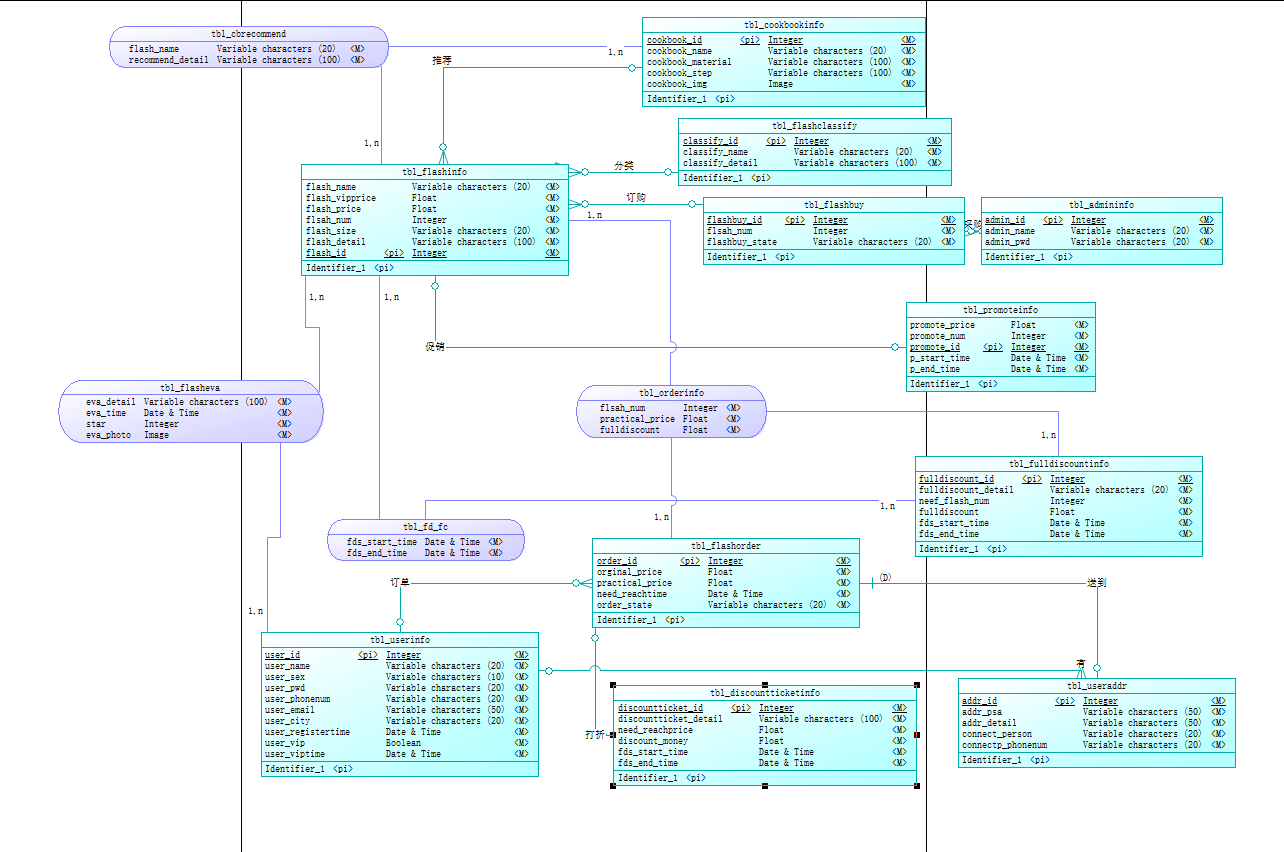 tbl_cbrecommend
flash_name Variable characters (20) <M>
recommend_detail Variable characters (100) <M>
1,n
推荐
tbl_cookbookinfo
cookbook_id <pi> Integer <M>
cookbook_name Variable characters (20) <M>
cookbook_material Variable characters (100) <M>
cookbook_step Variable characters (100) <M>
cookbook_img Image <M>
Identifier_1 <pi>
1,n
tbl_flashclassify
classify_id <pi> Integer <M>
classify_name Variable characters (20) <M>
classify_detail Variable characters (100) <M>
Identifier_1 <pi>
分类
订购
tbl_flashinfo
flash_name Variable characters (20) <M>
flash_vipprice Float <M>
flash_price Float <M>
flsah_num Integer <M>
flash_size Variable characters (20) <M>
flash_detail Variable characters (100) <M>
flash_id <pi> Integer <M>
Identifier_1 <pi>
1,n
tbl_flashbuy
flashbuy_id <pi> Integer <M>
flsah_num Integer <M>
flashbuy_state Variable characters (20) <M>
Identifier_1 <pi>
tbl_admininfo
admin_id <pi> Integer <M>
admin_name Variable characters (20) <M>
admin_pwd Variable characters (20) <M>
Identifier_1 <pi>
1,n
1,n
促销
tbl_promoteinfo
promote_price Float <M>
promote_num Integer <M>
promote_id <pi> Integer <M>
p_start_time Date & Time <M>
p_end_time Date & Time <M>
Identifier_1 <pi>
tbl_flasheva
eva_detail Variable characters (100) <M>
eva_time Date & Time <M>
star Integer <M>
eva_photo Image <M>
tbl_orderinfo
flsah_num Integer <M>
practical_price Float <M>
fulldiscount Float <M>
1,n
tbl_fulldiscountinfo
fulldiscount_id <pi> Integer <M>
fulldiscount_detail Variable characters (20) <M>
neef_flash_num Integer <M>
fulldiscount Float <M>
fds_start_time Date & Time <M>
fds_end_time Date & Time <M>
Identifier_1 <pi>
1,n
1,n
tbl_fd_fc
fds_start_time Date & Time <M>
fds_end_time Date & Time <M>
tbl_flashorder
order_id <pi> Integer <M>
orginal_price Float <M>
practical_price Float <M>
need_reachtime Date & Time <M>
order_state Variable characters (20) <M>
Identifier_1 <pi>
订单
(D)
送到
1,n
tbl_userinfo
user_id <pi> Integer <M>
user_name Variable characters (20) <M>
user_sex Variable characters (10) <M>
user_pwd Variable characters (20) <M>
user_phonenum Variable characters (20) <M>
user_email Variable characters (50) <M>
user_city Variable characters (20) <M>
user_registertime Date & Time <M>
user_vip Boolean <M>
user_viptime Date & Time <M>
Identifier_1 <pi>
有
打折
tbl_discountticketinfo
discountticket_id <pi> Integer <M>
discountticket_detail Variable characters (100) <M>
need_reachprice Float <M>
discount_money Float <M>
fds_start_time Date & Time <M>
fds_end_time Date & Time <M>
Identifier_1 <pi>
tbl_useraddr
addr_id <pi> Integer <M>
addr_psa Variable characters (50) <M>
addr_detail Variable characters (50) <M>
connect_person Variable characters (20) <M>
connectp_phonenum Variable characters (20) <M>
Identifier_1 <pi>